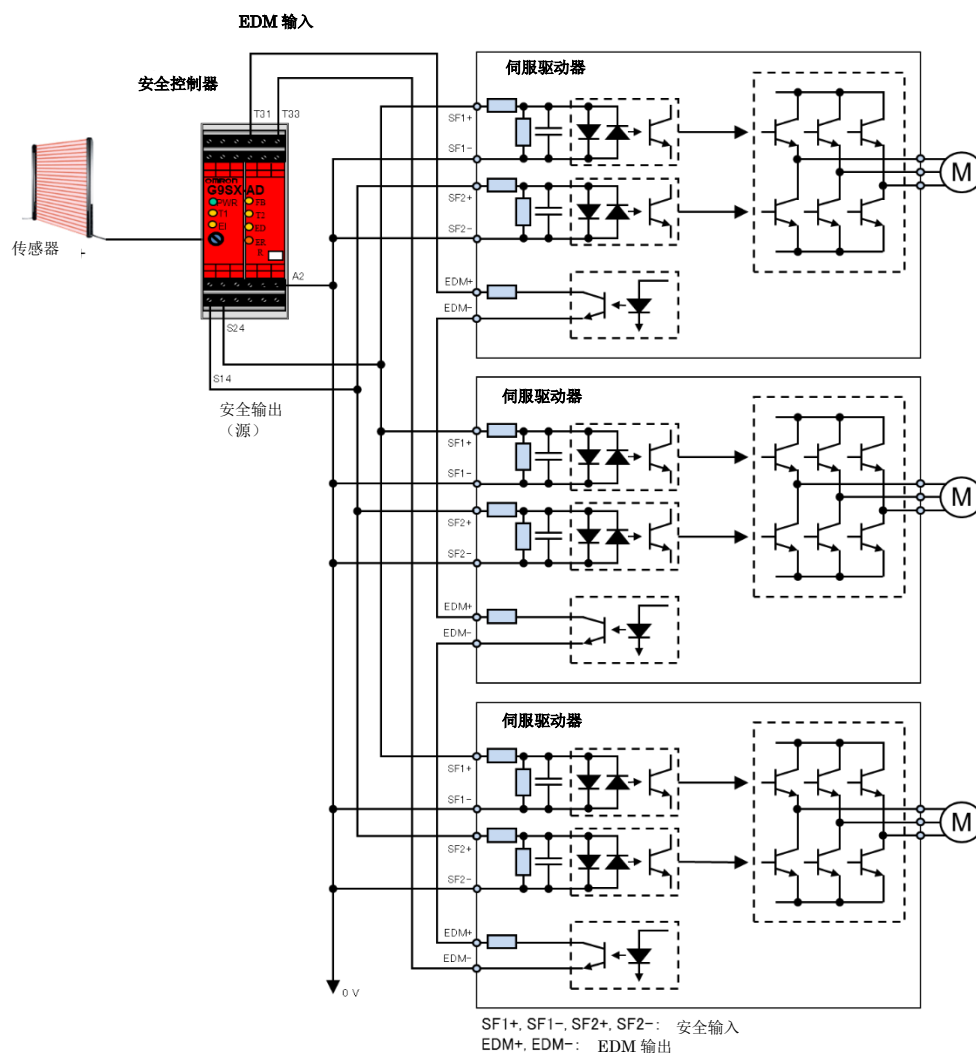 EDM 输入
安全控制器
T31 T33
omron
G9SX-AD
PWR FB
T1 T2
EI ED
ER
R
传感器
A2
S24
S14
安全输出
（源）
伺服驱动器
SF1+
SF1-
SF2+
SF2-
EDM+
EDM-
M
伺服驱动器
SF1+
SF1-
SF2+
SF2-
EDM+
EDM-
M
伺服驱动器
SF1+
SF1-
SF2+
SF2-
EDM+
EDM-
M
0 V
SF1+, SF1-, SF2+, SF2-: 安全输入
EDM+, EDM-: EDM 输出